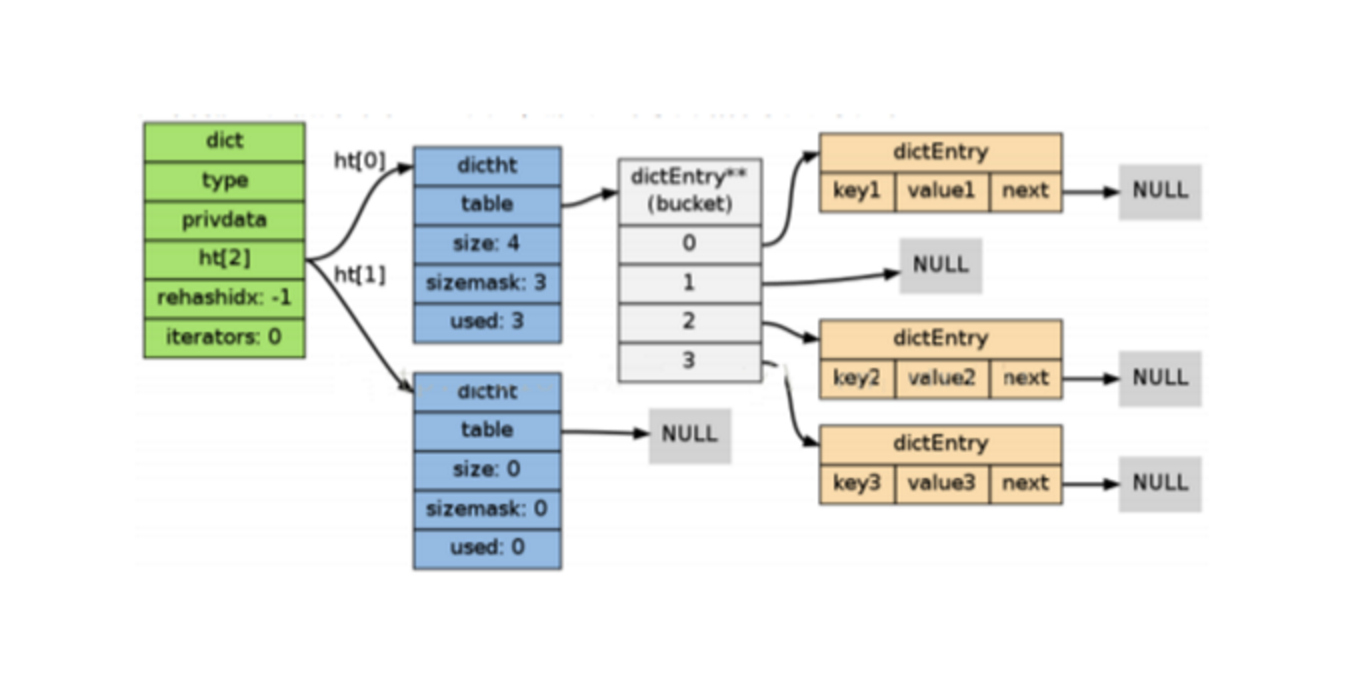 dict
type
privdata
ht[2]
rehashidx: -1
iterators: 0
ht[0]
ht[1]
dictht
table
size: 4
sizemask: 3
used: 3
dictht
table
size: 0
sizemask: 0
used: 0
NULL
dictEntry**
(bucket)
0
1
2
3
dictEntry
key1 value1 next
NULL
NULL
dictEntry
key2 value2 next
NULL
dictEntry
key3 value3 next
NULL